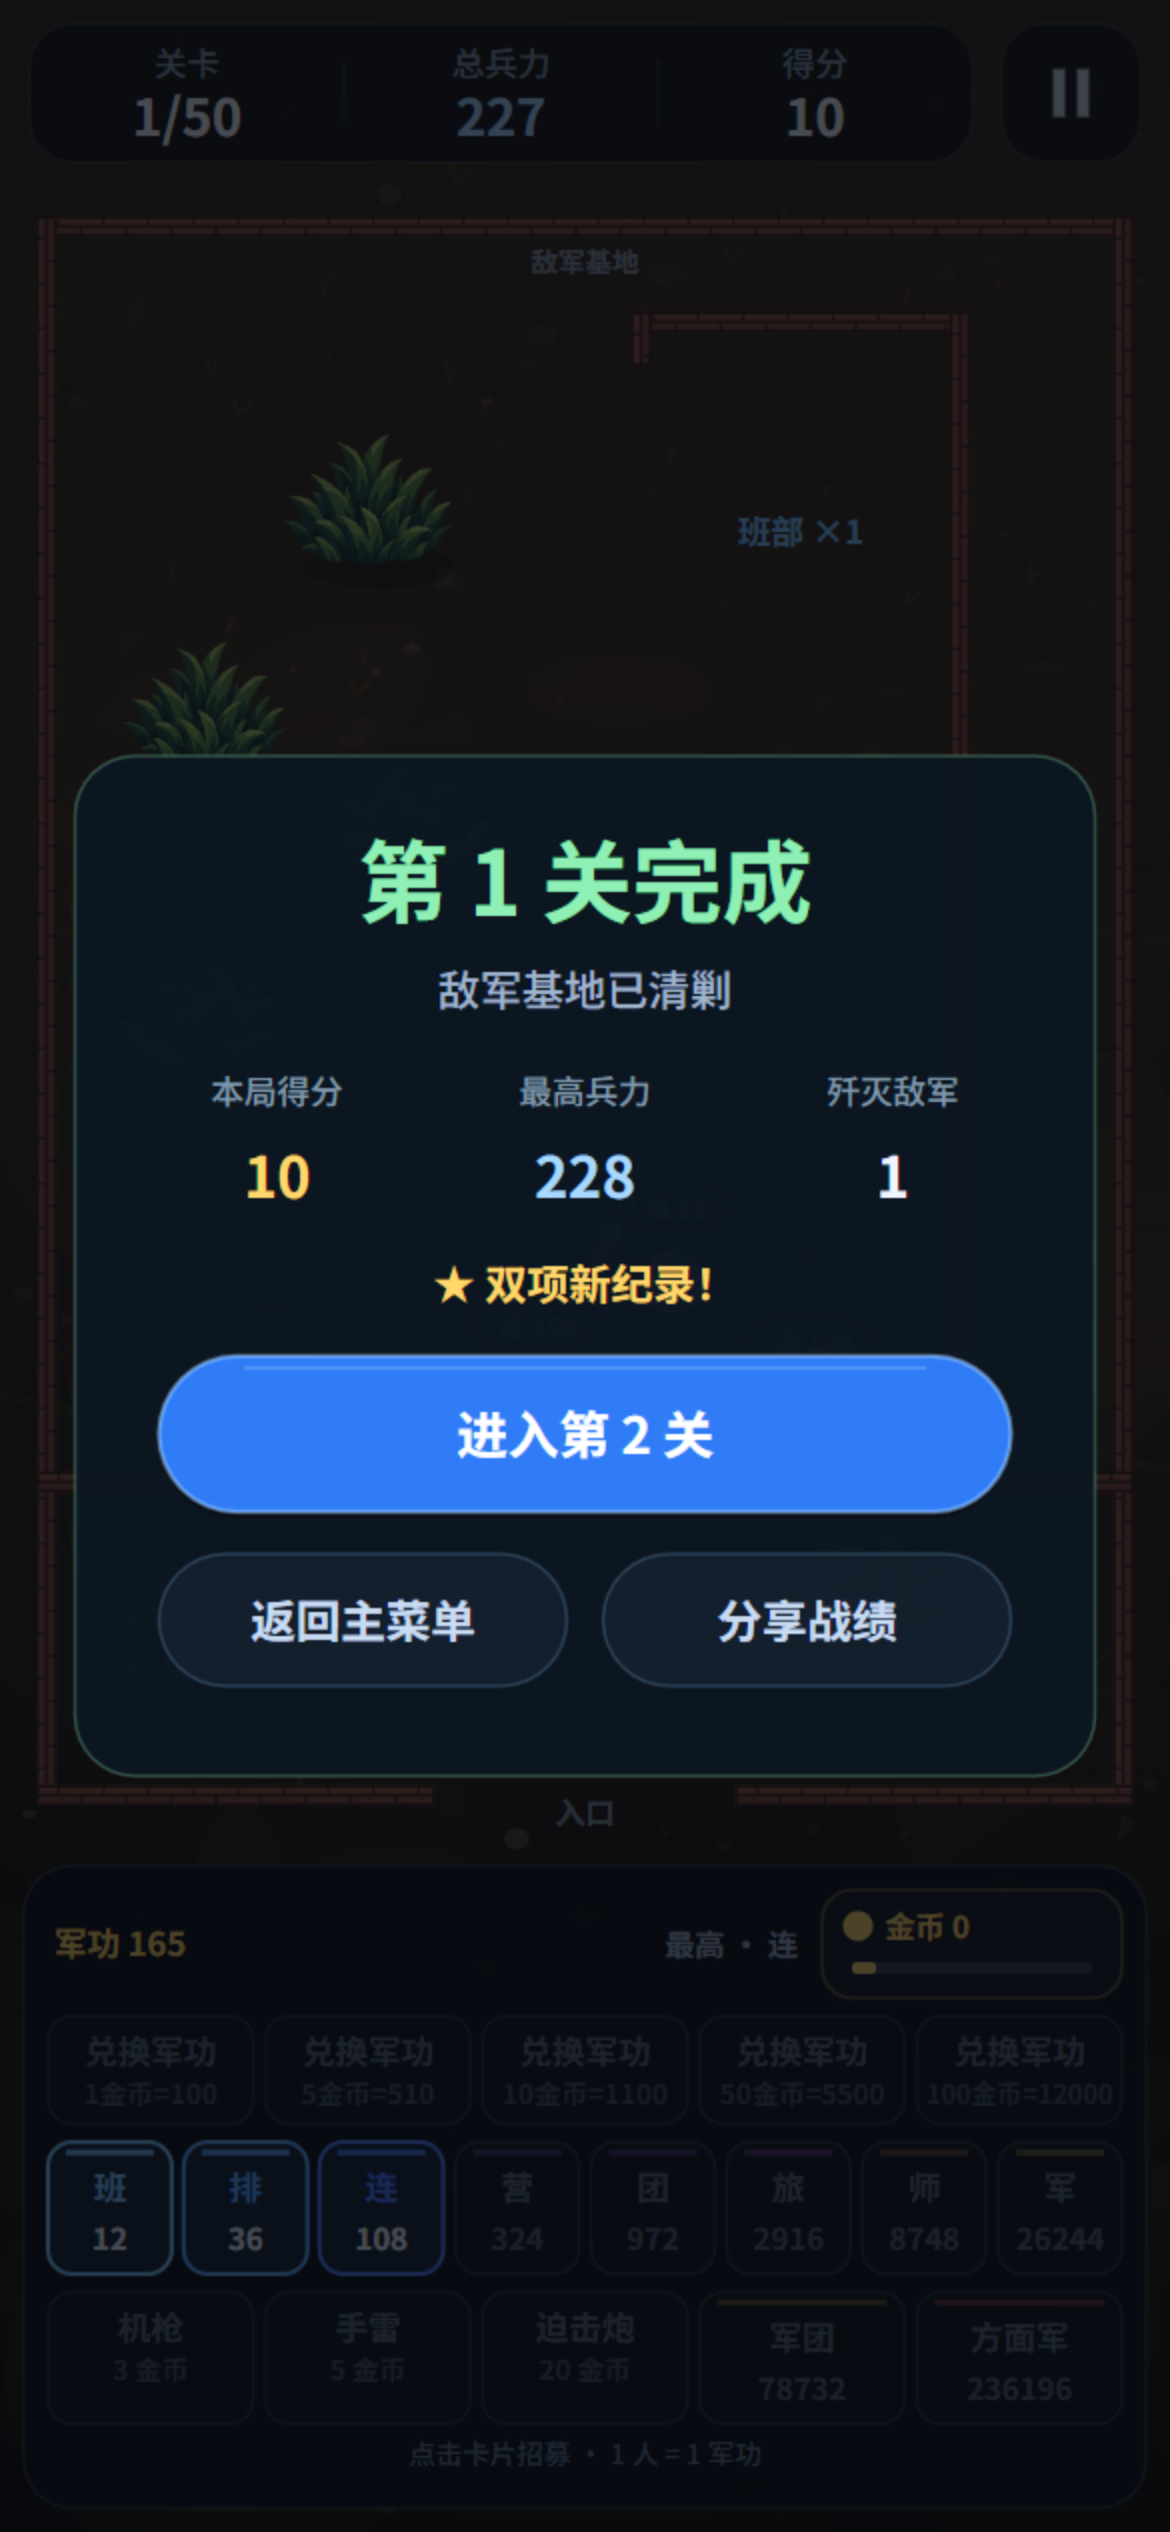 关卡 总兵力 得分
1/50 227 10
敌军基地
班部 ×1
第 1 关完成
敌军基地已清剿
本局得分 最高兵力 歼灭敌军
10 228 1
★ 双项新纪录!
进入第 2 关
返回主菜单 分享战绩
入口
军功 165 最高 · 连 金币 0
兑换军功 兑换军功 兑换军功 兑换军功 兑换军功
1金币=100 5金币=510 10金币=1100 50金币=5500 100金币=12000
班 排 连 营 团 旅 师 军
12 36 108 324 972 2916 8748 26244
机枪 手雷 迫击炮 军团 方面军
3 金币 5 金币 20 金币 78732 236196
点击卡片招募 · 1 人 = 1 军功